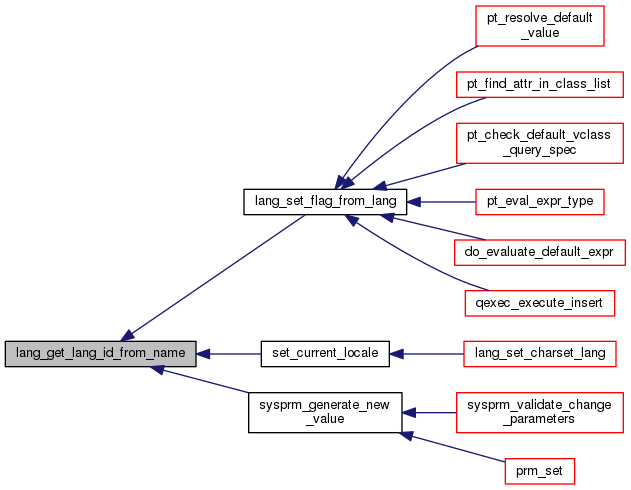 pt_resolve_default
_value
pt_find_attr_in_class_list
pt_check_default_vclass
_query_spec
lang_set_flag_from_lang
pt_eval_expr_type
do_evaluate_default_expr
qexec_execute_insert
lang_get_lang_id_from_name
set_current_locale
lang_set_charset_lang
sysprm_generate_new
_value
sysprm_validate_change
_parameters
prm_set